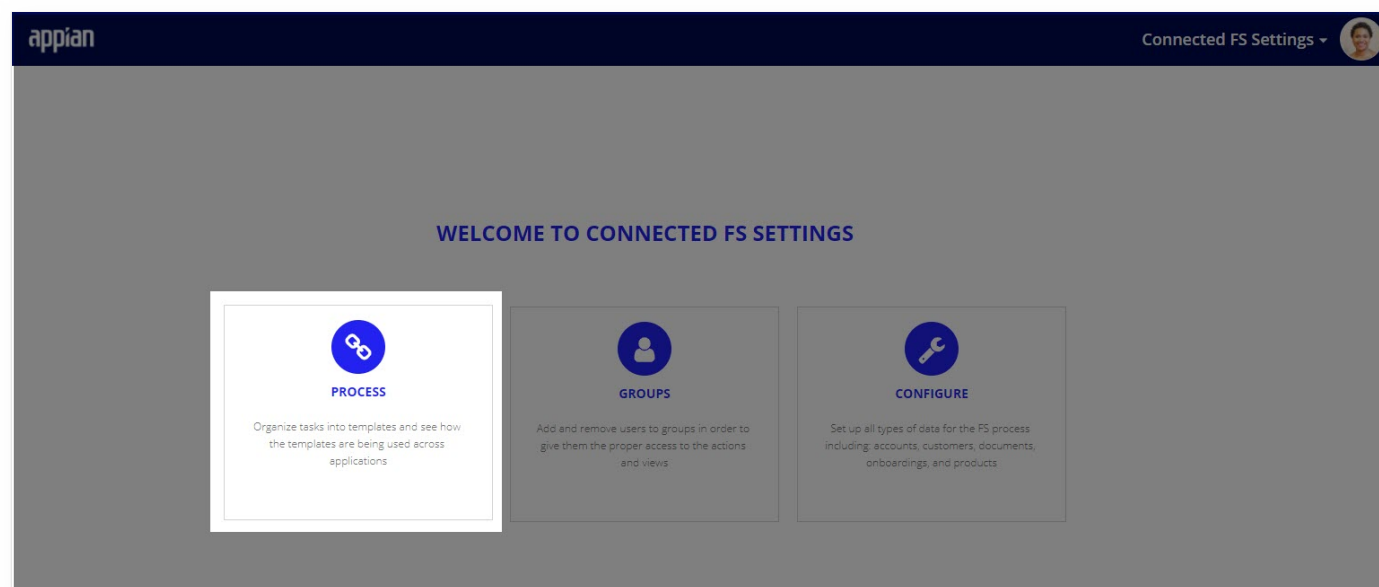 appian
Connected FS Settings
WELCOME TO CONNECTED FS SETTINGS
PROCESS
Organize tasks into templates and see how
the templates are being used across
applications
GROUPS
Add and remove users to groups in order to
give them the proper access to the actions
and views
CONFIGURE
Set up all types of data for the FS process
including: accounts, customers, documents,
onboardings, and products